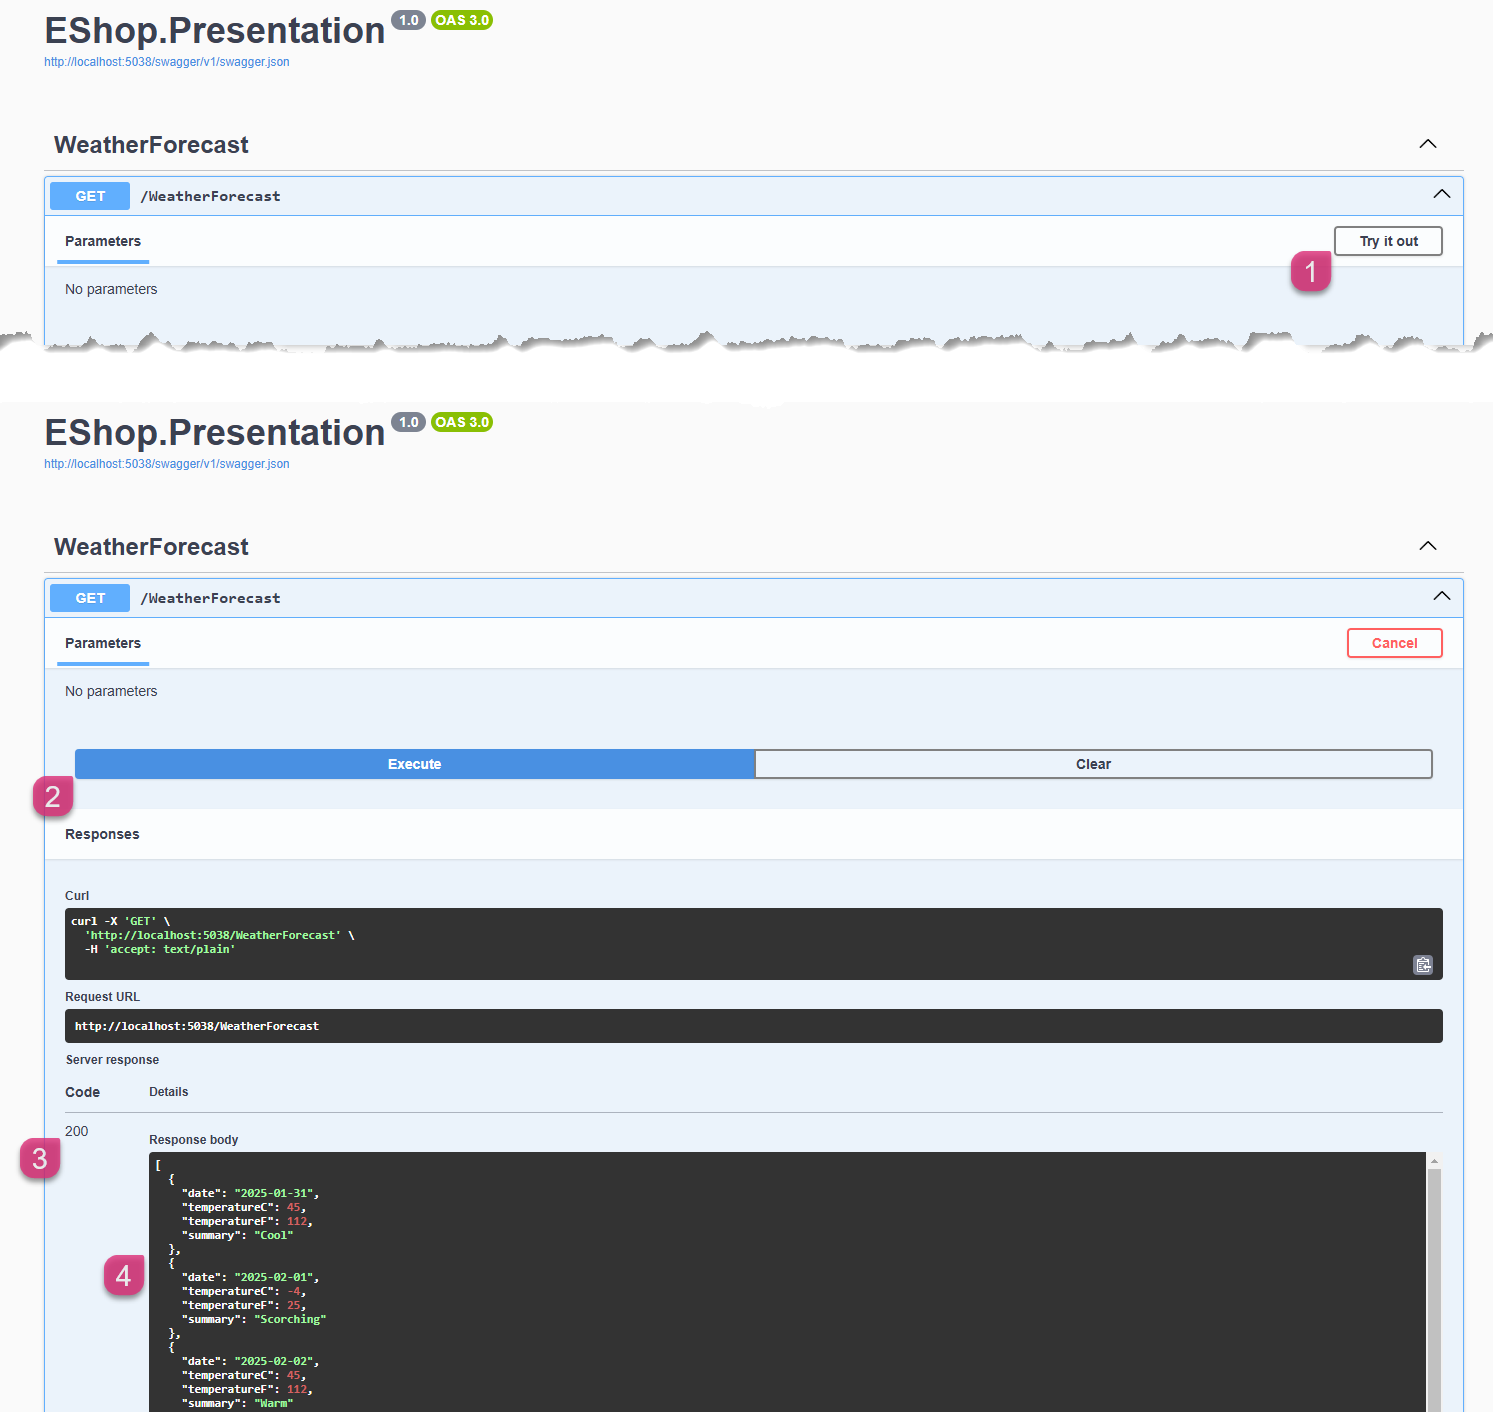 EShop.Presentation 1.0 OAS 3.0
http://localhost:5038/swagger/v1/swagger.json
WeatherForecast
GET /WeatherForecast
Parameters
Try it out
1
No parameters
EShop.Presentation 1.0 OAS 3.0
http://localhost:5038/swagger/v1/swagger.json
WeatherForecast
GET /WeatherForecast
Parameters
Cancel
No parameters
Execute
Clear
2
Responses
Curl
curl -X 'GET' \
  'http://localhost:5038/WeatherForecast' \
  -H 'accept: text/plain'
Request URL
http://localhost:5038/WeatherForecast
Server response
Code Details
200
3
Response body
[
  {
    "date": "2025-01-31",
    "temperatureC": 45,
    "temperatureF": 112,
    "summary": "Cool"
  },
  {
4
    "date": "2025-02-01",
    "temperatureC": -4,
    "temperatureF": 25,
    "summary": "Scorching"
  },
  {
    "date": "2025-02-02",
    "temperatureC": 45,
    "temperatureF": 112,
    "summary": "Warm"